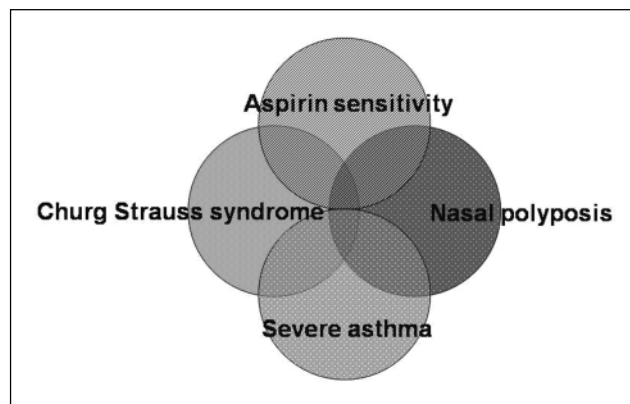 Aspirin sensitivity
Churg Strauss syndrome
Nasal polyposis
Severe asthma